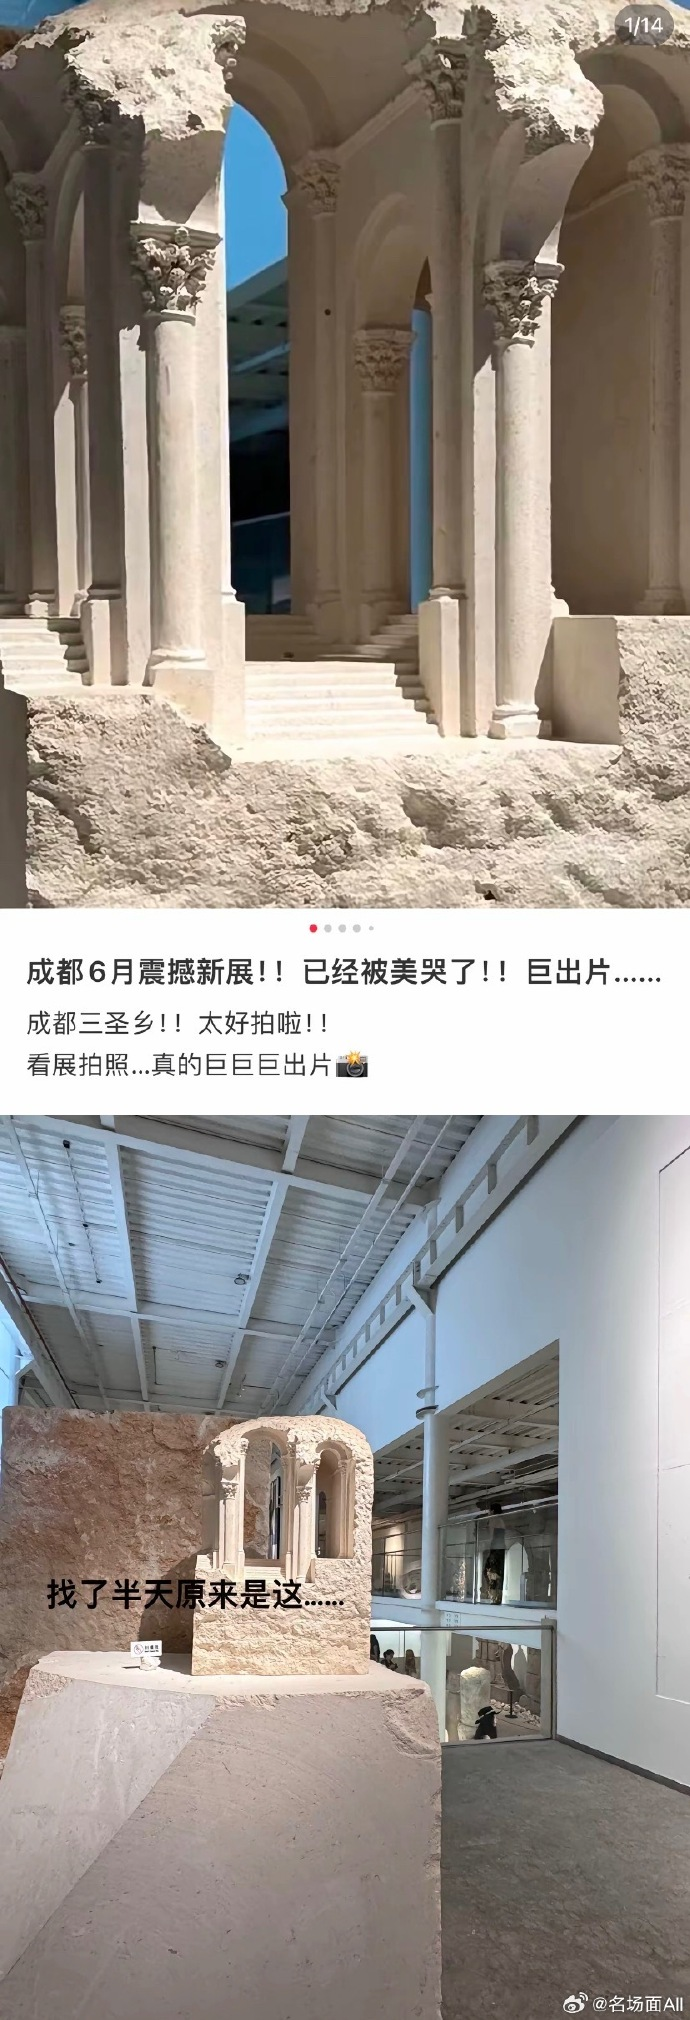 1/14
成都6月震撼新展!! 已经被美哭了!! 巨出片......
成都三圣乡!! 太好拍啦!!
看展拍照...真的巨巨巨出片📸
找了半天原来是这......
@名场面All